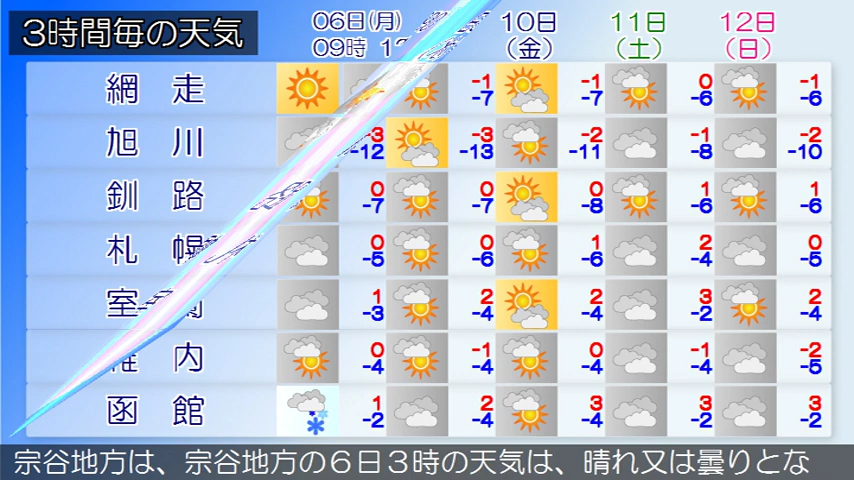 3時間毎の天気
06日(月) 10日 11日 12日
09時 (金) (土) (日)
網 走 -1 -7 -1 -7 0 -6 -1 -6
旭 川 -3 -12 -3 -13 -2 -11 -1 -8 -2 -10
釧 路 0 -7 0 -7 0 -8 1 -6 1 -6
札 幌 0 -5 0 -6 1 -6 2 -4 0 -5
室 蘭 1 -3 2 -4 2 -4 3 -2 2 -4
稚 内 0 -4 -1 -4 0 -4 -1 -4 -2 -5
函 館 1 -2 2 -4 3 -4 3 -2 3 -2
宗谷地方は、宗谷地方の6日3時の天気は、晴れ又は曇りとな